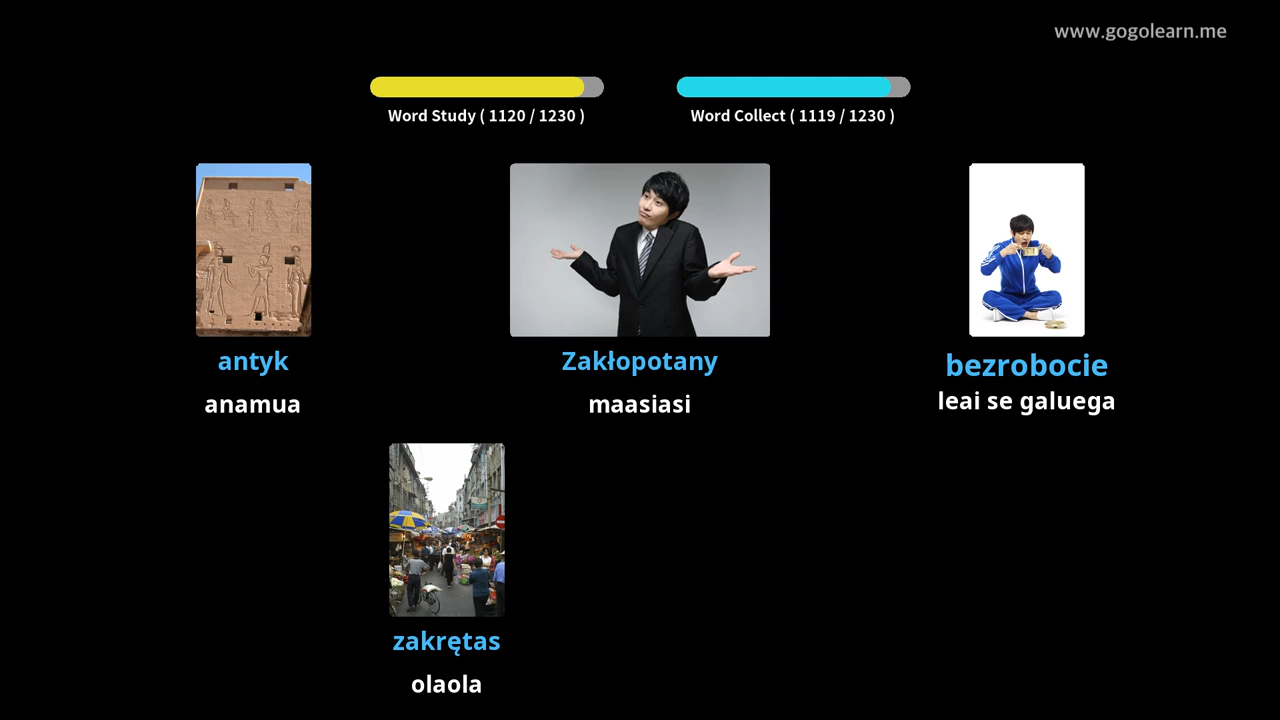 www.gogolearn.me
Word Study ( 1120 / 1230 )
Word Collect ( 1119 / 1230 )
antyk
Zakłopotany
bezrobocie
anamua
maasiasi
leai se galuega
zakrętas
olaola